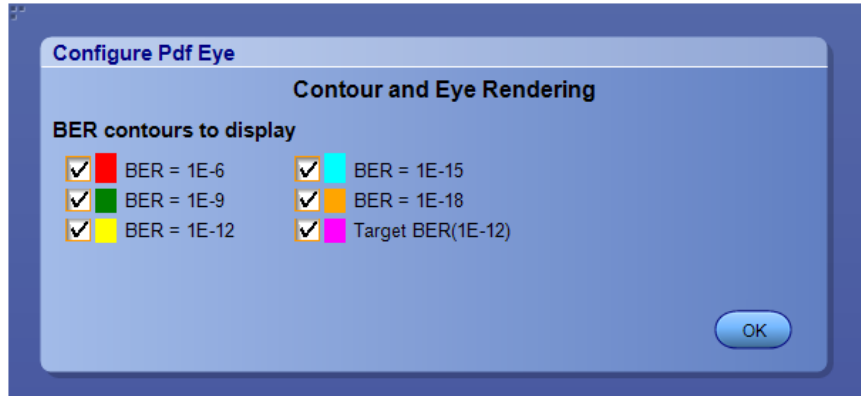 Configure Pdf Eye
Contour and Eye Rendering
BER contours to display
BER = 1E-6
BER = 1E-15
BER = 1E-9
BER = 1E-18
BER = 1E-12
Target BER(1E-12)
OK